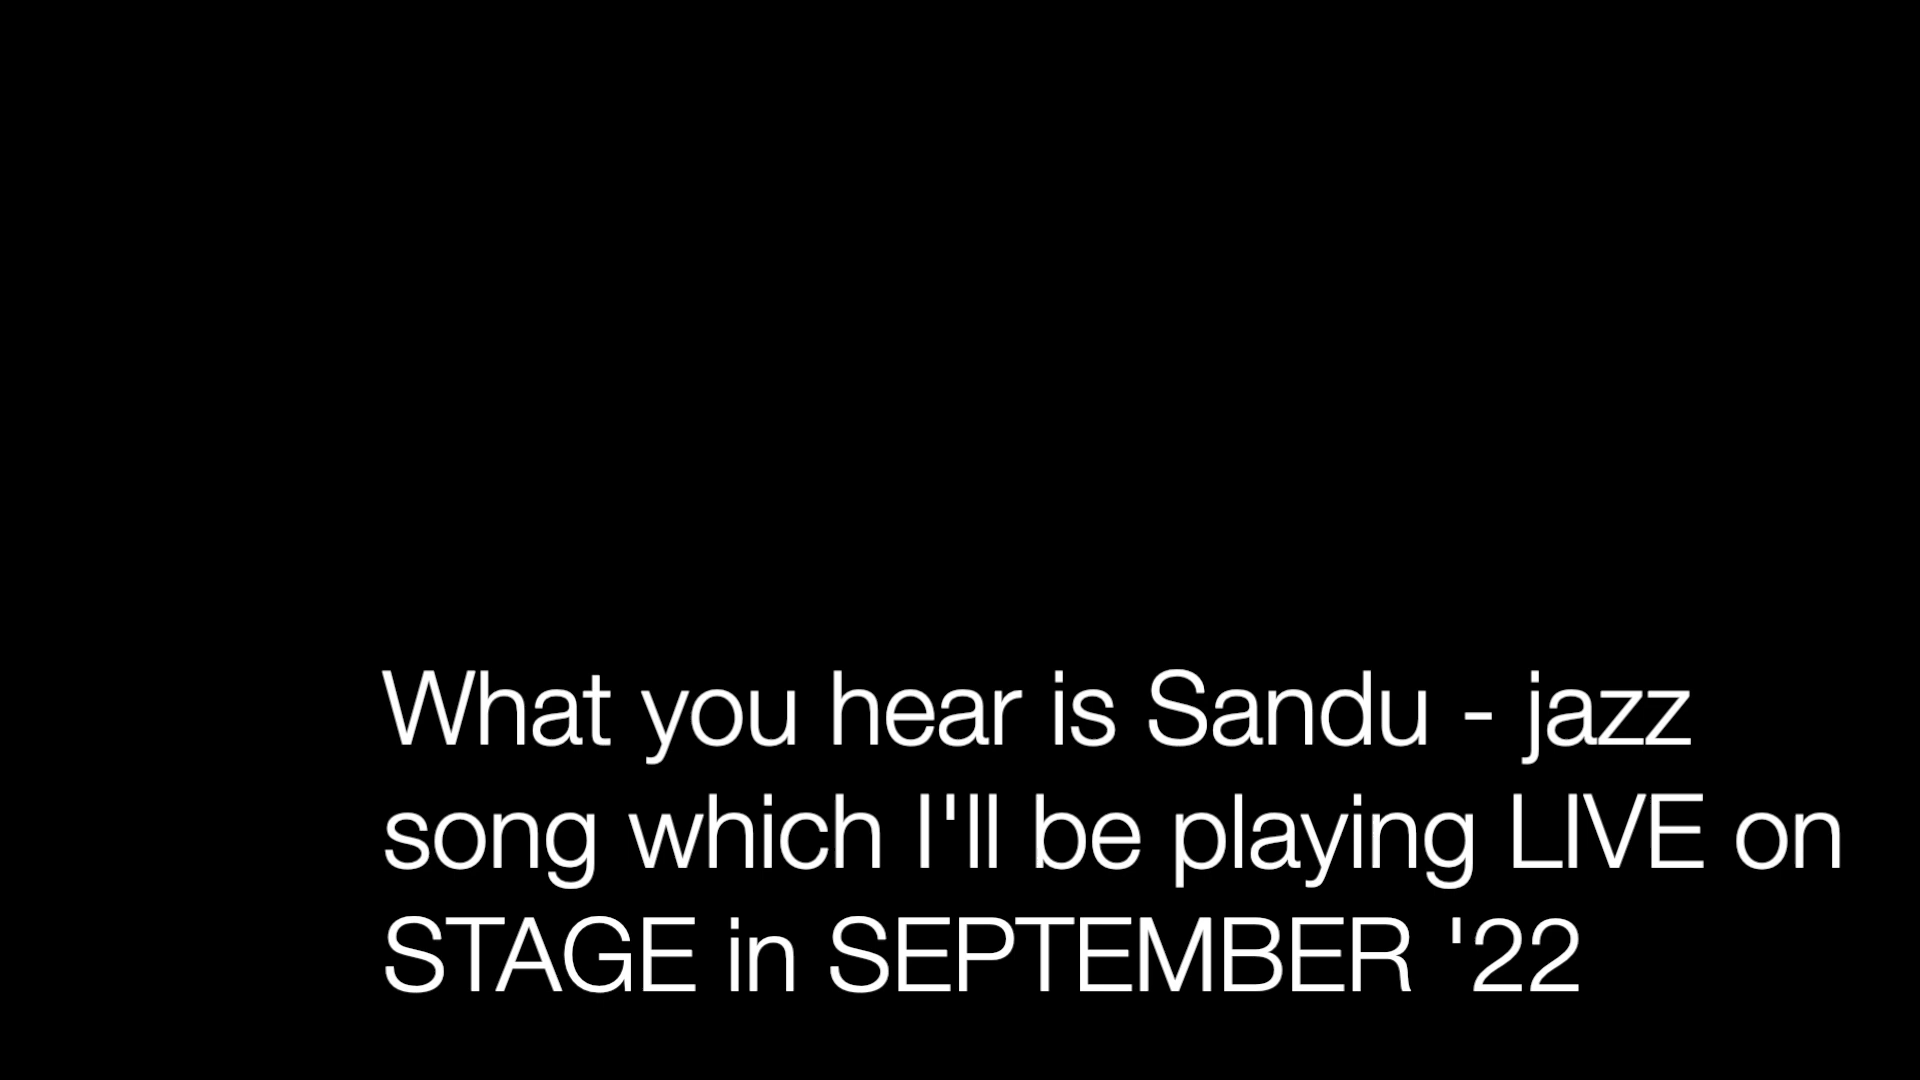 What you hear is Sandu - jazz
song which I'll be playing LIVE on
STAGE in SEPTEMBER '22